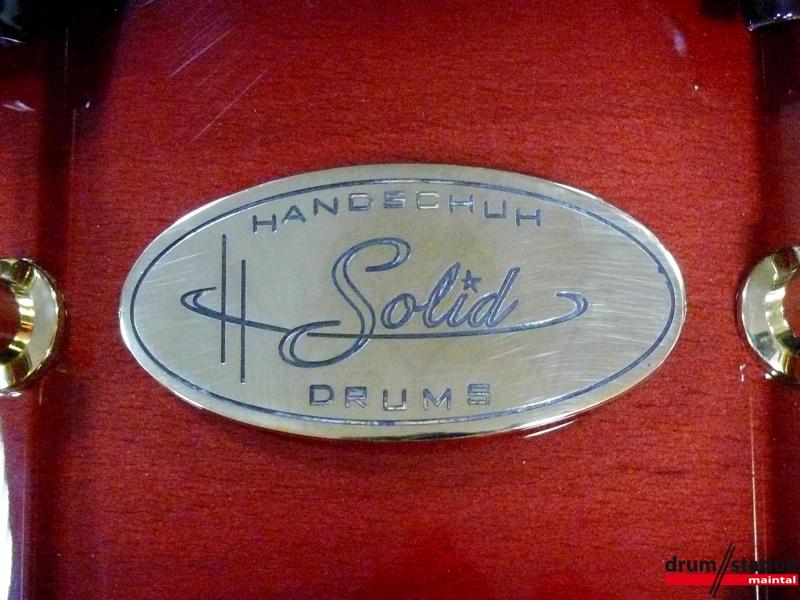 HANDSCHUH
H Solid
DRUMS
drum//station
maintal